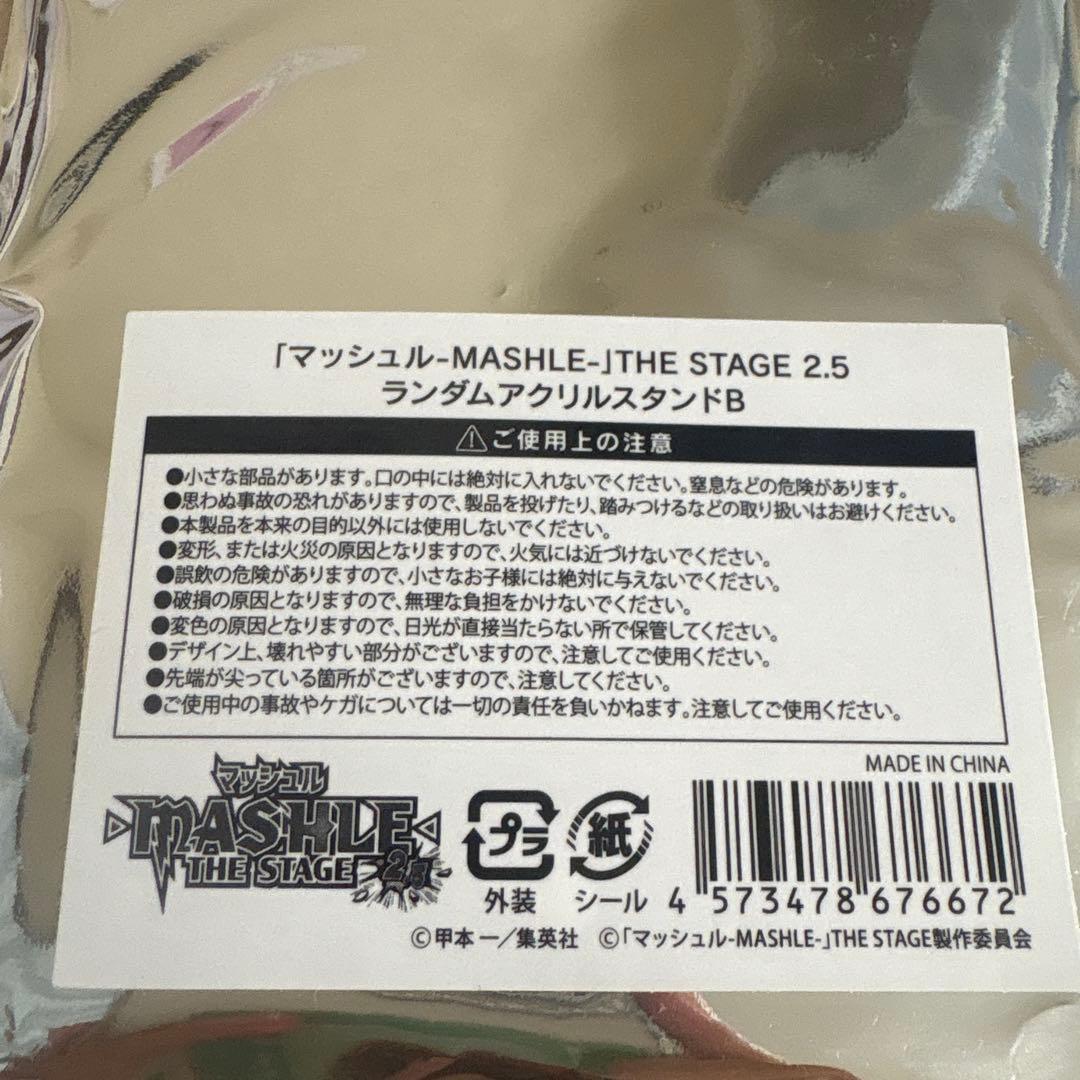 「マッシュル-MASHLE-」THE STAGE 2.5
ランダムアクリルスタンドB
⚠ご使用上の注意
●小さな部品があります。口の中には絶対に入れないでください。窒息などの危険があります。
●思わぬ事故の恐れがありますので、製品を投げたり、踏みつけるなどの取り扱いはお避けください。
●本製品を本来の目的以外には使用しないでください。
●変形、または火災の原因となりますので、火気には近づけないでください。
●誤飲の危険がありますので、小さなお子様には絶対に与えないでください。
●破損の原因となりますので、無理な負担をかけないでください。
●変色の原因となりますので、日光が直接当たらない所で保管してください。
●デザイン上、壊れやすい部分がございますので、注意してご使用ください。
●先端が尖っている箇所がございますので、注意してください。
●ご使用中の事故やケガについては一切の責任を負いかねます。注意してご使用ください。
MADE IN CHINA
マッシュル
MASHLE
THE STAGE 2.5
プラ
外装
紙
シール
4 573478 676672
©甲本 一／集英社 ©「マッシュル-MASHLE-」THE STAGE製作委員会